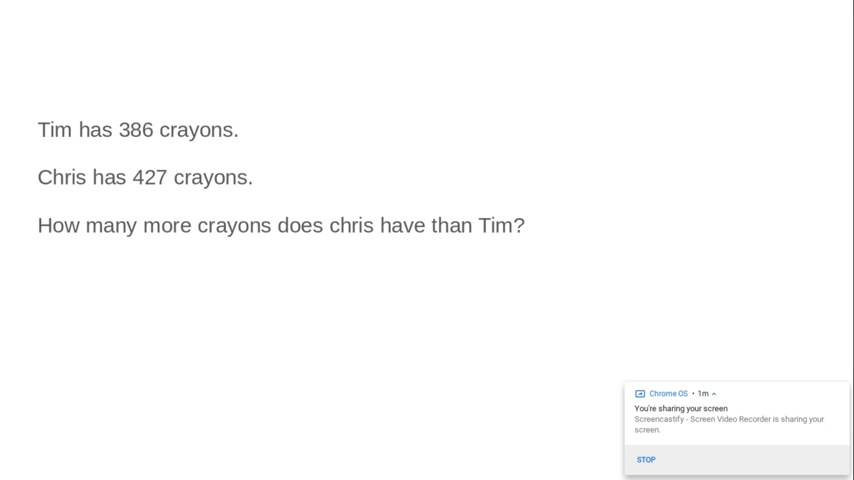 Tim has 386 crayons.
Chris has 427 crayons.
How many more crayons does chris have than Tim?
Chrome OS • 1m
You're sharing your screen
Screencastify - Screen Video Recorder is sharing your
screen.
STOP